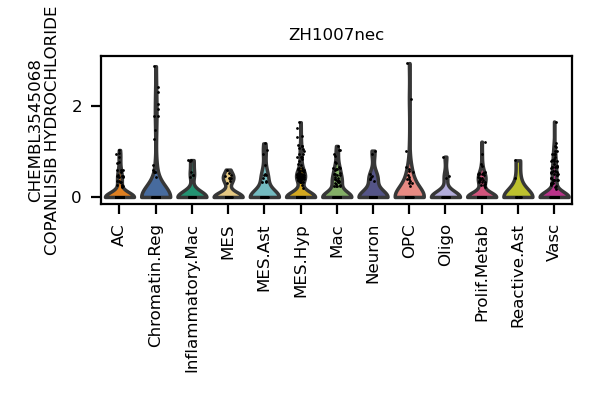 ZH1007nec
CHEMBL3545068
COPANLISIB HYDROCHLORIDE
2
0
AC
Chromatin.Reg
Inflammatory.Mac
MES
MES.Ast
MES.Hyp
Mac
Neuron
OPC
Oligo
Prolif.Metab
Reactive.Ast
Vasc